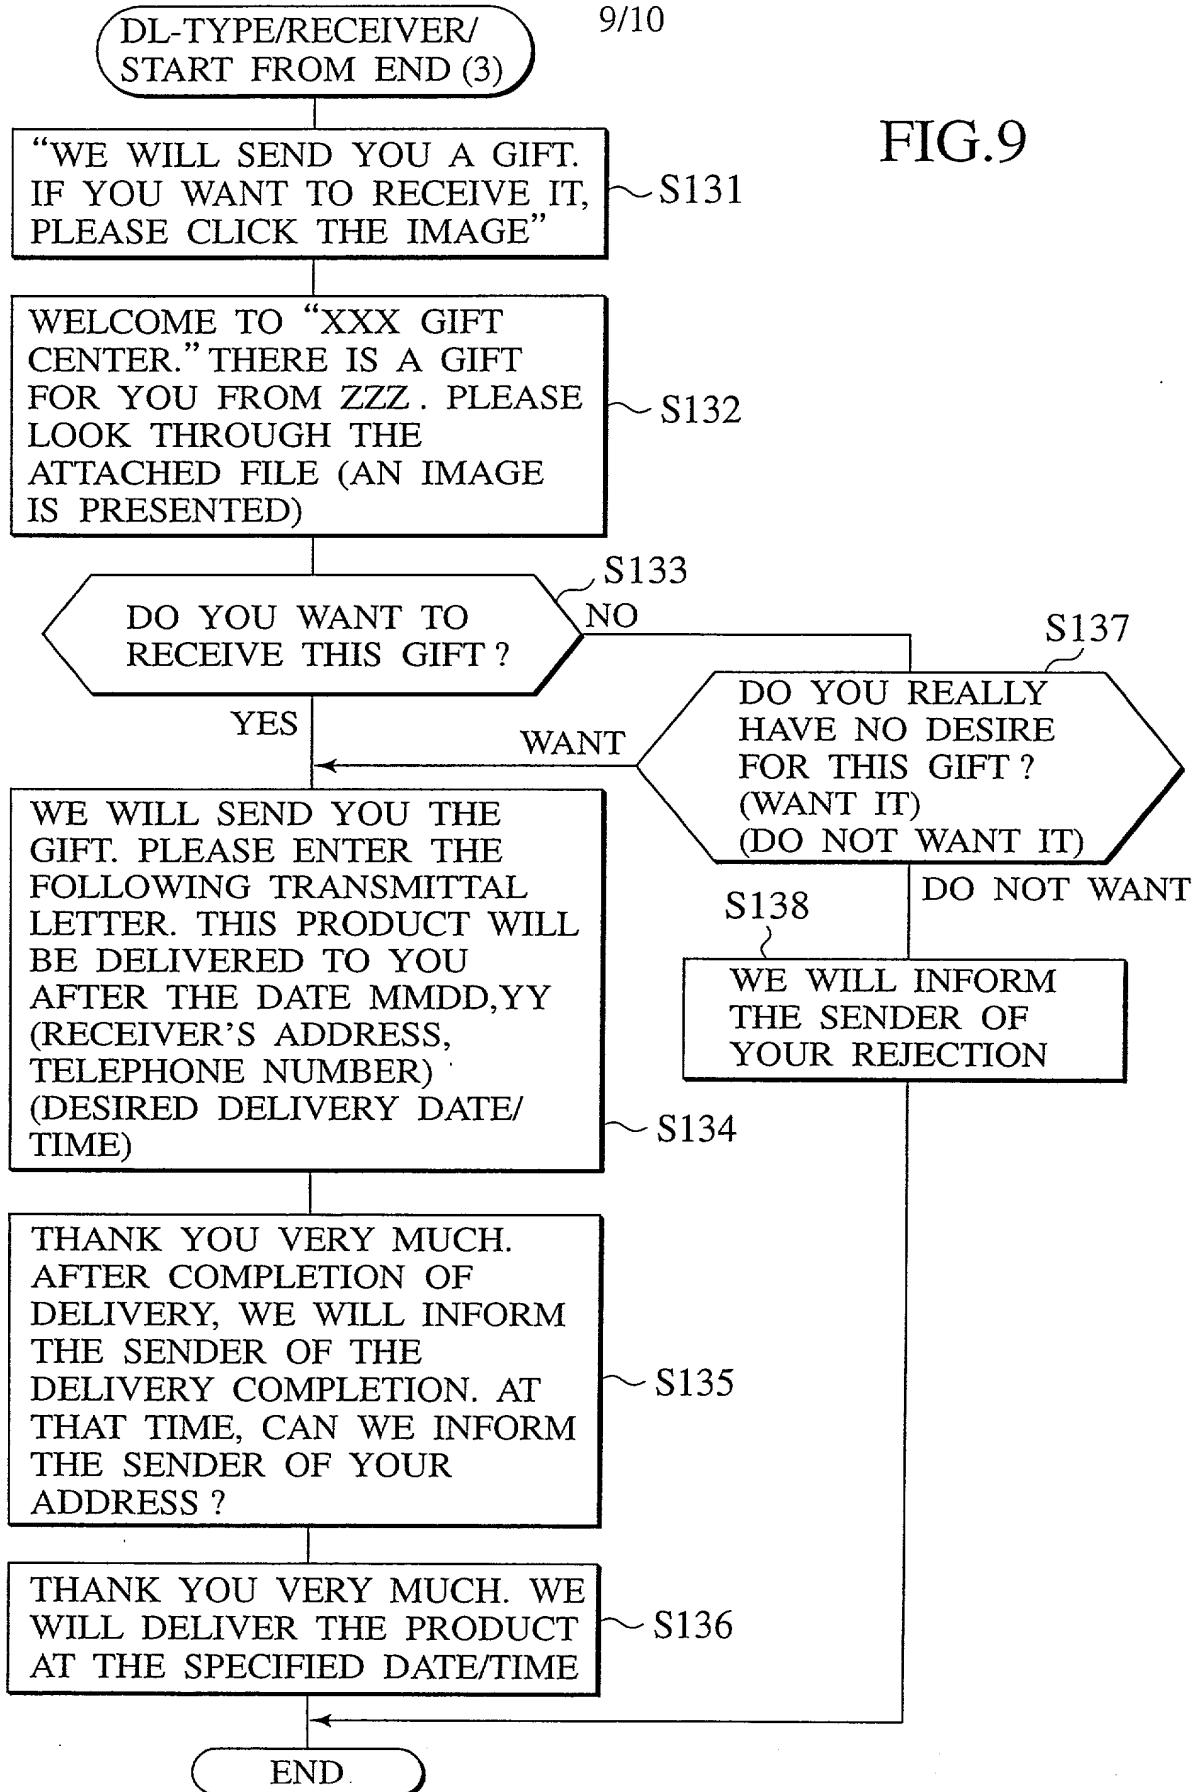 9/10
FIG.9
DL-TYPE/RECEIVER/
START FROM END (3)
“WE WILL SEND YOU A GIFT.
IF YOU WANT TO RECEIVE IT,
PLEASE CLICK THE IMAGE”
S131
WELCOME TO “XXX GIFT
CENTER.” THERE IS A GIFT
FOR YOU FROM ZZZ. PLEASE
LOOK THROUGH THE
ATTACHED FILE (AN IMAGE
IS PRESENTED)
S132
S133
DO YOU WANT TO
RECEIVE THIS GIFT?
NO
YES
S137
DO YOU REALLY
HAVE NO DESIRE
FOR THIS GIFT?
(WANT IT)
(DO NOT WANT IT)
WANT
DO NOT WANT
S138
WE WILL INFORM
THE SENDER OF
YOUR REJECTION
WE WILL SEND YOU THE
GIFT. PLEASE ENTER THE
FOLLOWING TRANSMITTAL
LETTER. THIS PRODUCT WILL
BE DELIVERED TO YOU
AFTER THE DATE MMDD,YY
(RECEIVER’S ADDRESS,
TELEPHONE NUMBER)
(DESIRED DELIVERY DATE/
TIME)
S134
THANK YOU VERY MUCH.
AFTER COMPLETION OF
DELIVERY, WE WILL INFORM
THE SENDER OF THE
DELIVERY COMPLETION. AT
THAT TIME, CAN WE INFORM
THE SENDER OF YOUR
ADDRESS?
S135
THANK YOU VERY MUCH. WE
WILL DELIVER THE PRODUCT
AT THE SPECIFIED DATE/TIME
S136
END